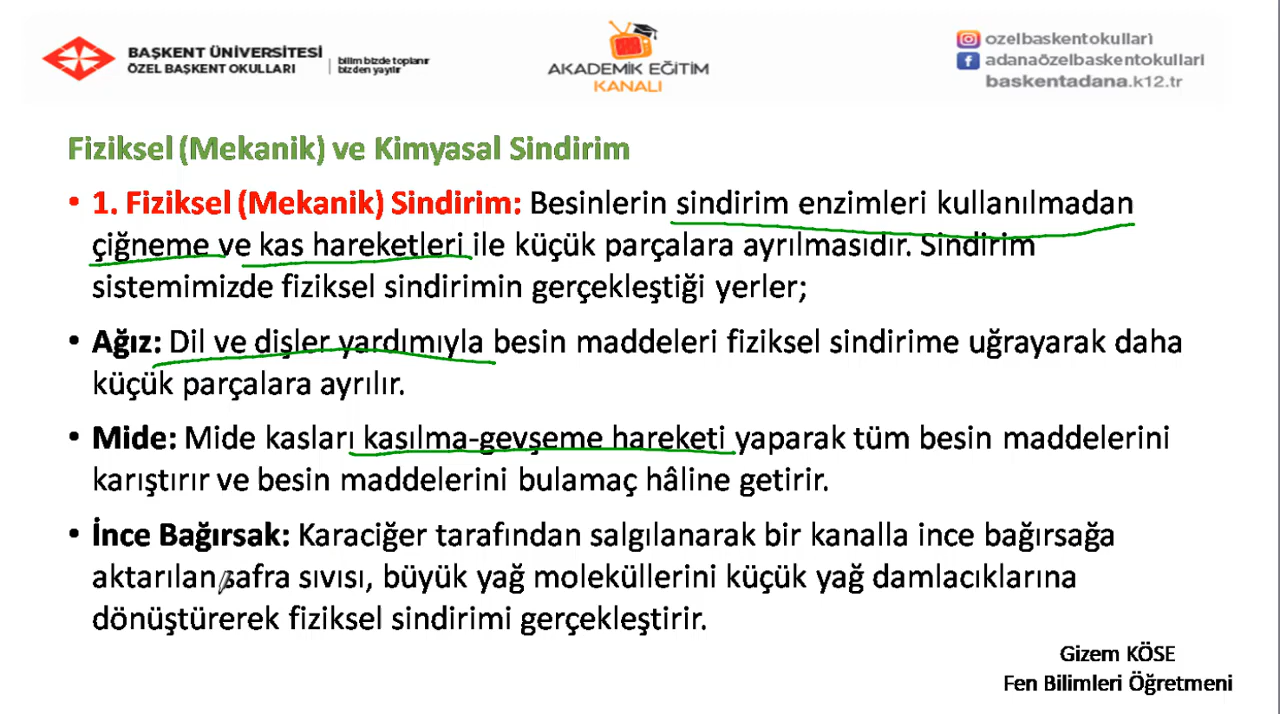 BAŞKENT ÜNİVERSİTESİ
ÖZEL BAŞKENT OKULLARI
bilim bizde toplanır
bizden yayılır
AKADEMİK EĞİTİM
KANALI
ozelbaskentokullari
adanaözelbaskentokullari
baskentadana.k12.tr
Fiziksel (Mekanik) ve Kimyasal Sindirim
• 1. Fiziksel (Mekanik) Sindirim: Besinlerin sindirim enzimleri kullanılmadan
çiğneme ve kas hareketleri ile küçük parçalara ayrılmasıdır. Sindirim
sistemimizde fiziksel sindirimin gerçekleştiği yerler;
• Ağız: Dil ve dişler yardımıyla besin maddeleri fiziksel sindirime uğrayarak daha
küçük parçalara ayrılır.
• Mide: Mide kasları kasılma-gevşeme hareketi yaparak tüm besin maddelerini
karıştırır ve besin maddelerini bulamaç hâline getirir.
• İnce Bağırsak: Karaciğer tarafından salgılanarak bir kanalla ince bağırsağa
aktarılan safra sıvısı, büyük yağ moleküllerini küçük yağ damlacıklarına
dönüştürerek fiziksel sindirimi gerçekleştirir.
Gizem KÖSE
Fen Bilimleri Öğretmeni